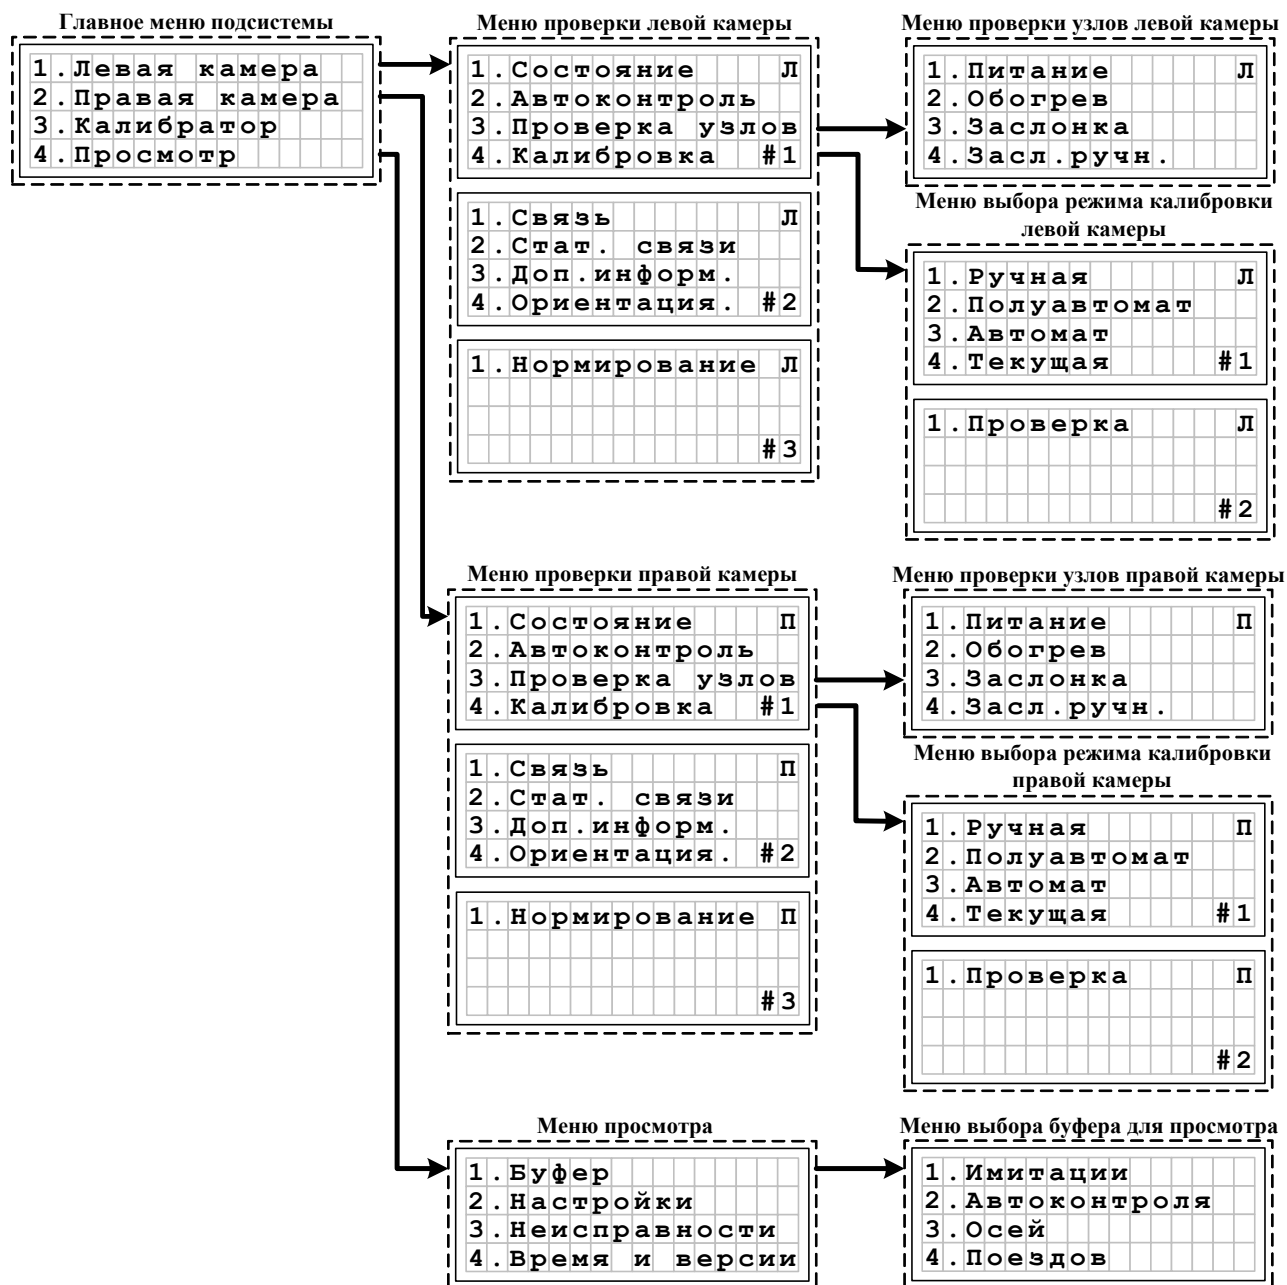 Главное меню подсистемы
1.Левая камера
2.Правая камера
3.Калибратор
4.Просмотр
Меню проверки левой камеры
1.Состояние Л
2.Автоконтроль
3.Проверка узлов
4.Калибровка #1
1.Связь Л
2.Стат. связи
3.Доп.информ.
4.Ориентация. #2
1.Нормирование Л
#3
Меню проверки узлов левой камеры
1.Питание Л
2.Обогрев
3.Заслонка
4.Засл.ручн.
Меню выбора режима калибровки
левой камеры
1.Ручная Л
2.Полуавтомат
3.Автомат
4.Текущая #1
1.Проверка Л
#2
Меню проверки правой камеры
1.Состояние П
2.Автоконтроль
3.Проверка узлов
4.Калибровка #1
1.Связь П
2.Стат. связи
3.Доп.информ.
4.Ориентация. #2
1.Нормирование П
#3
Меню проверки узлов правой камеры
1.Питание П
2.Обогрев
3.Заслонка
4.Засл.ручн.
Меню выбора режима калибровки
правой камеры
1.Ручная П
2.Полуавтомат
3.Автомат
4.Текущая #1
1.Проверка П
#2
Меню просмотра
1.Буфер
2.Настройки
3.Неисправности
4.Время и версии
Меню выбора буфера для просмотра
1.Имитации
2.Автоконтроля
3.Осей
4.Поездов